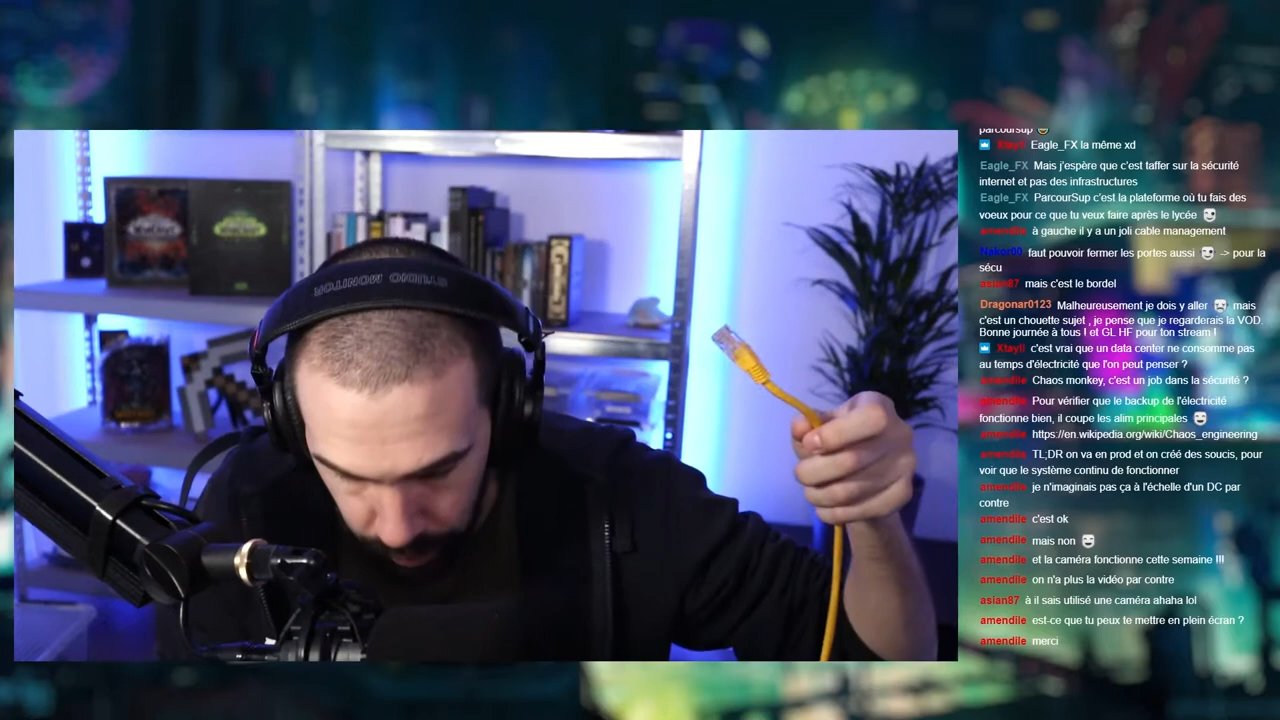 STUDIO MONITOR
parcoursup
Xtayli Eagle_FX la même xd
Eagle_FX Mais j'espère que c'est taffer sur la sécurité
internet et pas des infrastructures
Eagle_FX ParcourSup c'est la plateforme où tu fais des
voeux pour ce que tu veux faire après le lycée
amendile à gauche il y a un joli cable management
faut pouvoir fermer les portes aussi -> pour la
sécu
asian87 mais c'est le bordel
Dragonar0123 Malheureusement je dois y aller mais
c'est un chouette sujet , je pense que je regarderais la VOD.
Bonne journée à tous ! et GL HF pour ton stream !
Xtayli c'est vrai que un data center ne consomme pas
au temps d'électricité que l'on peut penser ?
amendile Chaos monkey, c'est un job dans la sécurité ?
amendile Pour vérifier que le backup de l'électricité
fonctionne bien, il coupe les alim principales
amendile https://en.wikipedia.org/wiki/Chaos_engineering
amendile TL;DR on va en prod et on créé des soucis, pour
voir que le système continu de fonctionner
amendile je n'imaginais pas ça à l'échelle d'un DC par
contre
amendile c'est ok
amendile mais non
amendile et la caméra fonctionne cette semaine !!!
amendile on n'a plus la vidéo par contre
asian87 à il sais utilisé une caméra ahaha lol
amendile est-ce que tu peux te mettre en plein écran ?
amendile merci